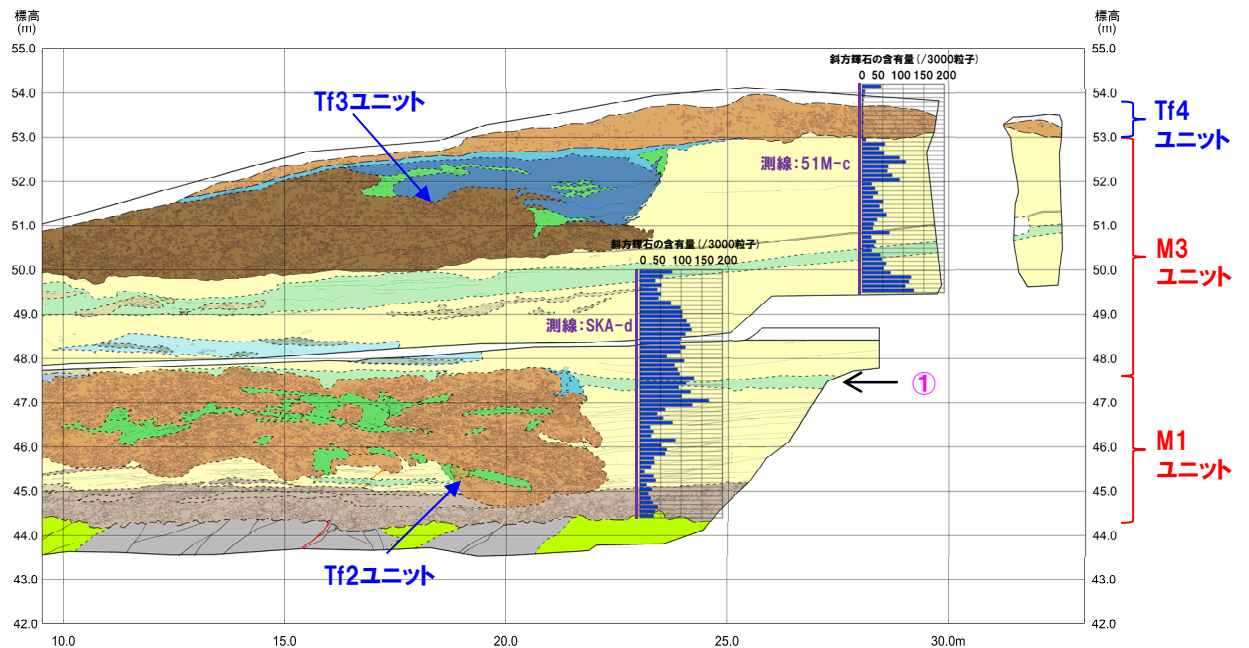 標高
(m)
標高
(m)
55.0
54.0
53.0
52.0
51.0
50.0
49.0
48.0
47.0
46.0
45.0
44.0
43.0
42.0
10.0
15.0
20.0
25.0
30.0m
Tf3ユニット
斜方輝石の含有量(/3000粒子)
0 50 100 150 200
測線:51M-c
斜方輝石の含有量(/3000粒子)
0 50 100 150 200
測線:SKA-d
①
Tf2ユニット
55.0
54.0
53.0
52.0
51.0
50.0
49.0
48.0
47.0
46.0
45.0
44.0
43.0
42.0
Tf4
ユニット
M3
ユニット
M1
ユニット